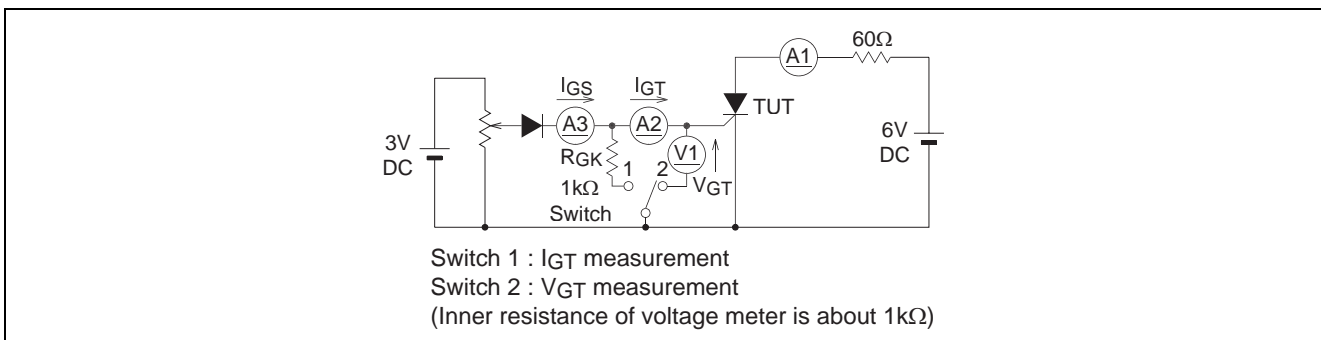 60Ω
A1
IGS
IGT
TUT
3V
DC
A3
A2
6V
DC
RGK
1
2
V1
VGT
1kΩ
Switch
Switch 1 : IGT measurement
Switch 2 : VGT measurement
(Inner resistance of voltage meter is about 1kΩ)